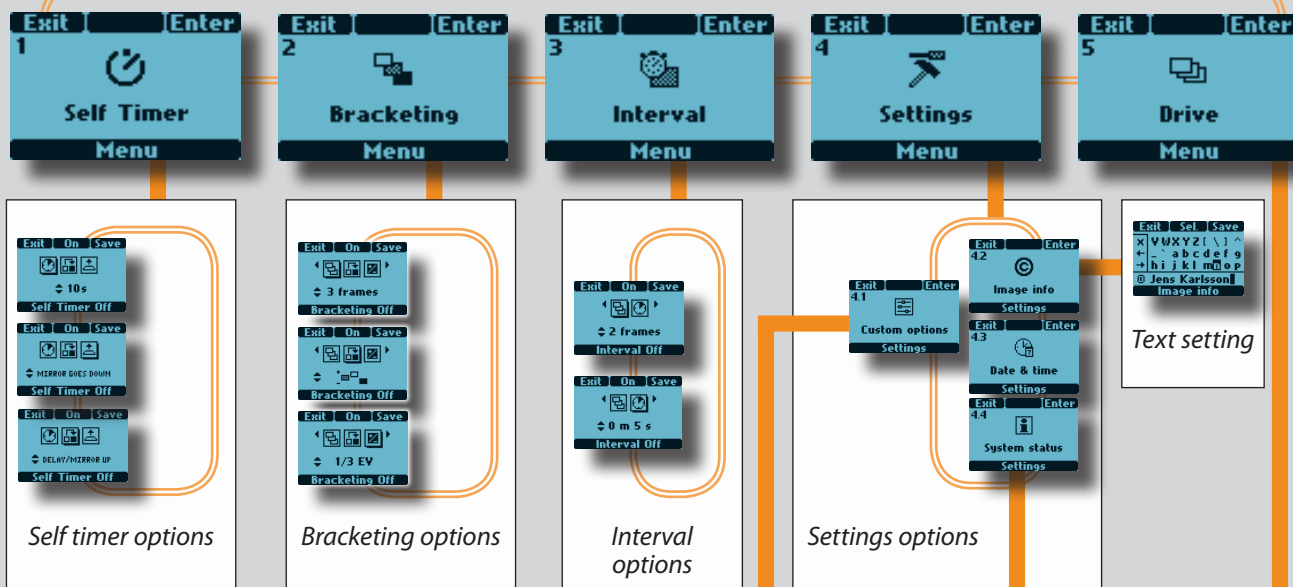 Exit Enter
1
Self Timer
Menu
Exit Enter
2
Bracketing
Menu
Exit Enter
3
Interval
Menu
Exit Enter
4
Settings
Menu
Exit Enter
5
Drive
Menu
Exit On Save
10s
Self Timer Off
Exit On Save
MIRROR GOES DOWN
Self Timer Off
Exit On Save
DELAY/MIRROR UP
Self Timer Off
Self timer options
Exit On Save
3 frames
Bracketing Off
Exit On Save
Bracketing Off
Exit On Save
1/3 EV
Bracketing Off
Bracketing options
Exit On Save
2 frames
Interval Off
Exit On Save
0 m 5 s
Interval Off
Interval
options
Exit Enter
4.1
Custom options
Settings
Exit Enter
4.2
©
Image info
Settings
Exit Enter
4.3
Date & time
Settings
Exit Enter
4.4
System status
Settings
Settings options
Exit Sel. Save
× V W X Y Z [ \ ] ^
← _ ` a b c d e f g
→ h i j k l m n o p
© Jens Karlsson
Image info
Text setting